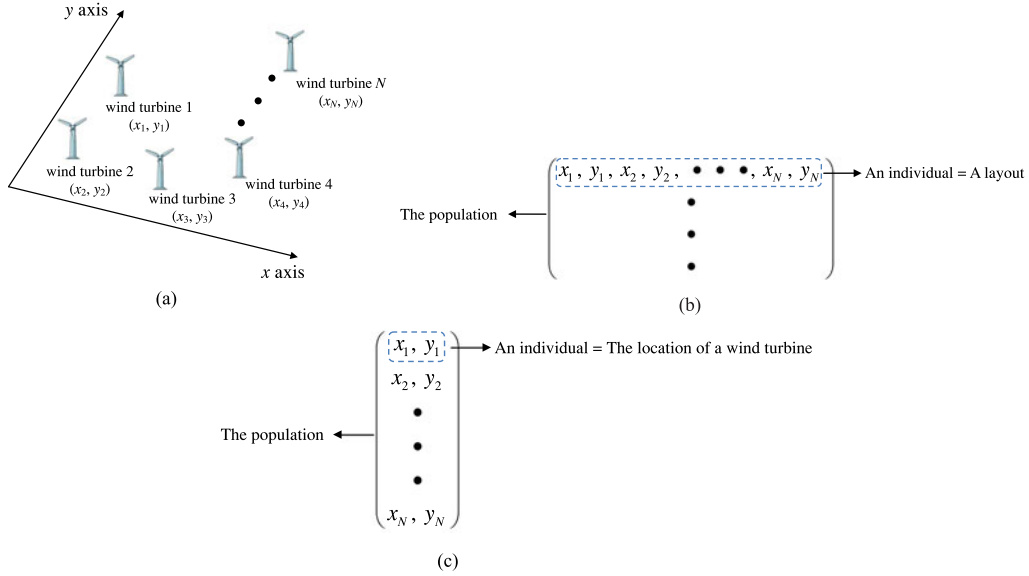 y axis
wind turbine N
(xN, yN)
wind turbine 1
(x1, y1)
wind turbine 2
(x2, y2)
wind turbine 3
(x3, y3)
wind turbine 4
(x4, y4)
x axis
(a)
x1, y1, x2, y2, • • •, xN, yN
An individual = A layout
The population
(b)
x1, y1
An individual = The location of a wind turbine
x2, y2
The population
xN, yN
(c)